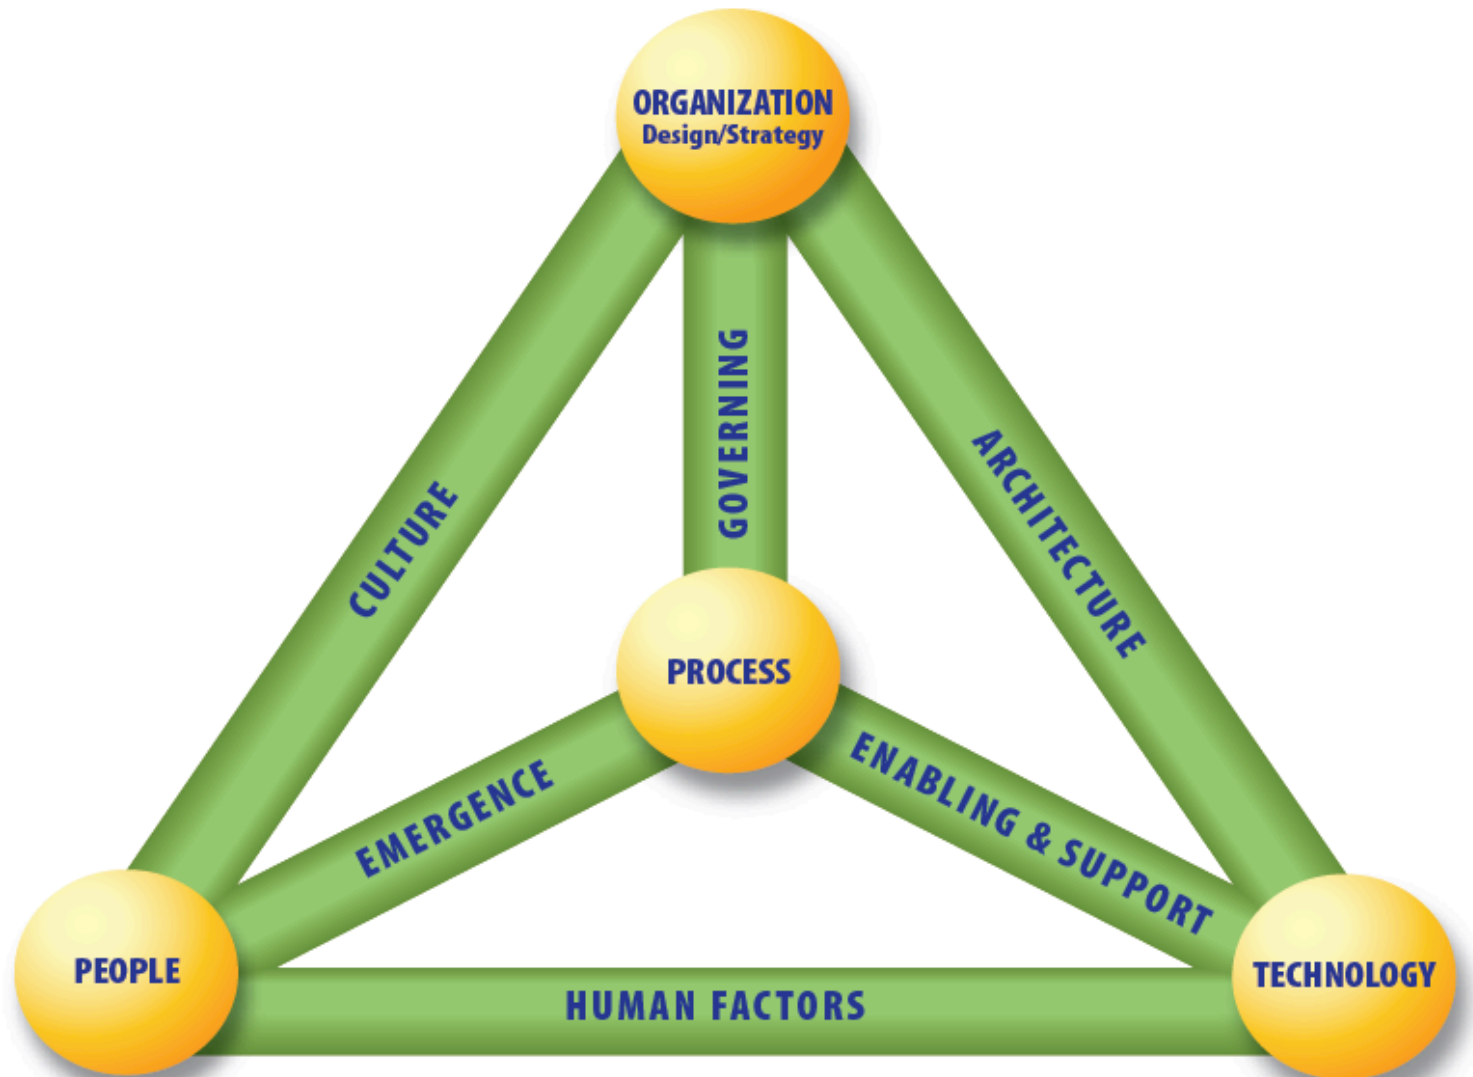 ORGANIZATION
Design/Strategy
GOVERNING
CULTURE
ARCHITECTURE
PROCESS
EMERGENCE
ENABLING & SUPPORT
PEOPLE
TECHNOLOGY
HUMAN FACTORS